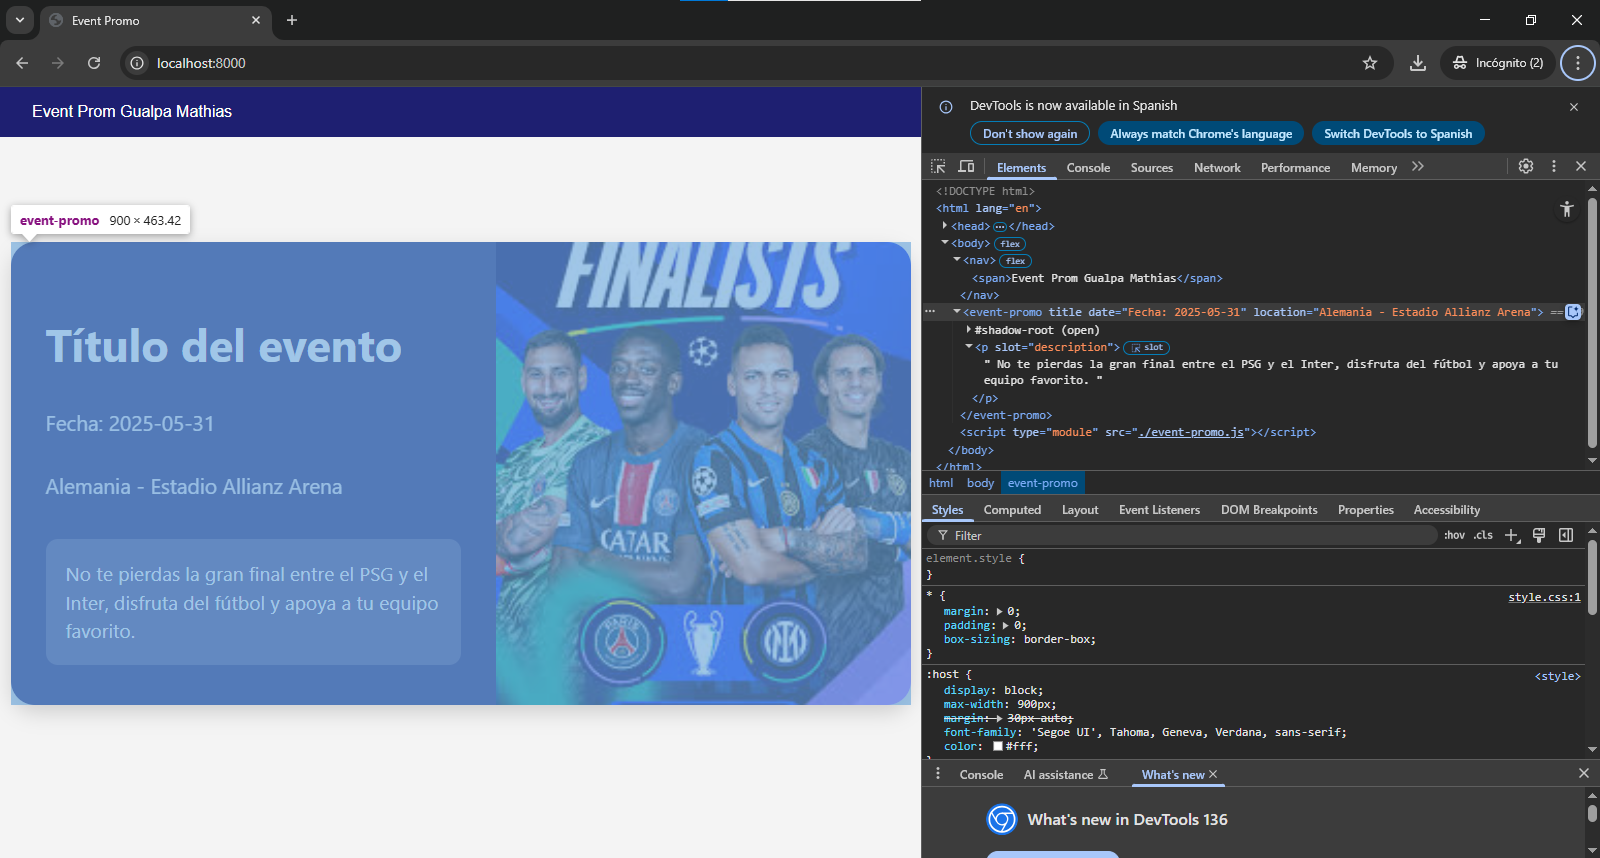 Event Promo
localhost:8000
Incógnito (2)
Event Prom Gualpa Mathias
event-promo 900 × 463.42
FINALISTS
Título del evento
Fecha: 2025-05-31
Alemania - Estadio Allianz Arena
No te pierdas la gran final entre el PSG y el
Inter, disfruta del fútbol y apoya a tu equipo
favorito.
QATAR
PARIS
DevTools is now available in Spanish
Don't show again
Always match Chrome's language
Switch DevTools to Spanish
Elements
Console
Sources
Network
Performance
Memory
<!DOCTYPE html>
<html lang="en">
<head> </head>
<body> flex
<nav> flex
<span>Event Prom Gualpa Mathias</span>
</nav>
<event-promo title date="Fecha: 2025-05-31" location="Alemania - Estadio Allianz Arena"> ==
#shadow-root (open)
<p slot="description"> slot
" No te pierdas la gran final entre el PSG y el Inter, disfruta del fútbol y apoya a tu
equipo favorito. "
</p>
</event-promo>
<script type="module" src="./event-promo.js"></script>
</body>
</html>
html
body
event-promo
Styles
Computed
Layout
Event Listeners
DOM Breakpoints
Properties
Accessibility
Filter
:hov .cls
element.style {
}
* {
style.css:1
margin: 0;
padding: 0;
box-sizing: border-box;
}
:host {
<style>
display: block;
max-width: 900px;
margin: 30px auto;
font-family: 'Segoe UI', Tahoma, Geneva, Verdana, sans-serif;
color: #fff;
Console
AI assistance
What's new
What's new in DevTools 136